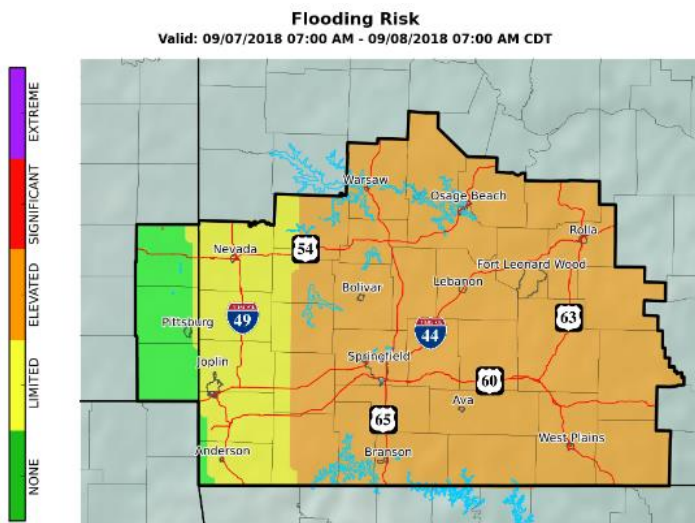 Flooding Risk
Valid: 09/07/2018 07:00 AM - 09/08/2018 07:00 AM CDT
EXTREME
SIGNIFICANT
ELEVATED
LIMITED
NONE
Warsaw
Osage Beach
Rolla
Nevada
54
Fort Leonard Wood
Bolivar
Lebanon
49
63
Pittsburg
44
Joplin
Springfield
60
Ava
65
West Plains
Anderson
Branson